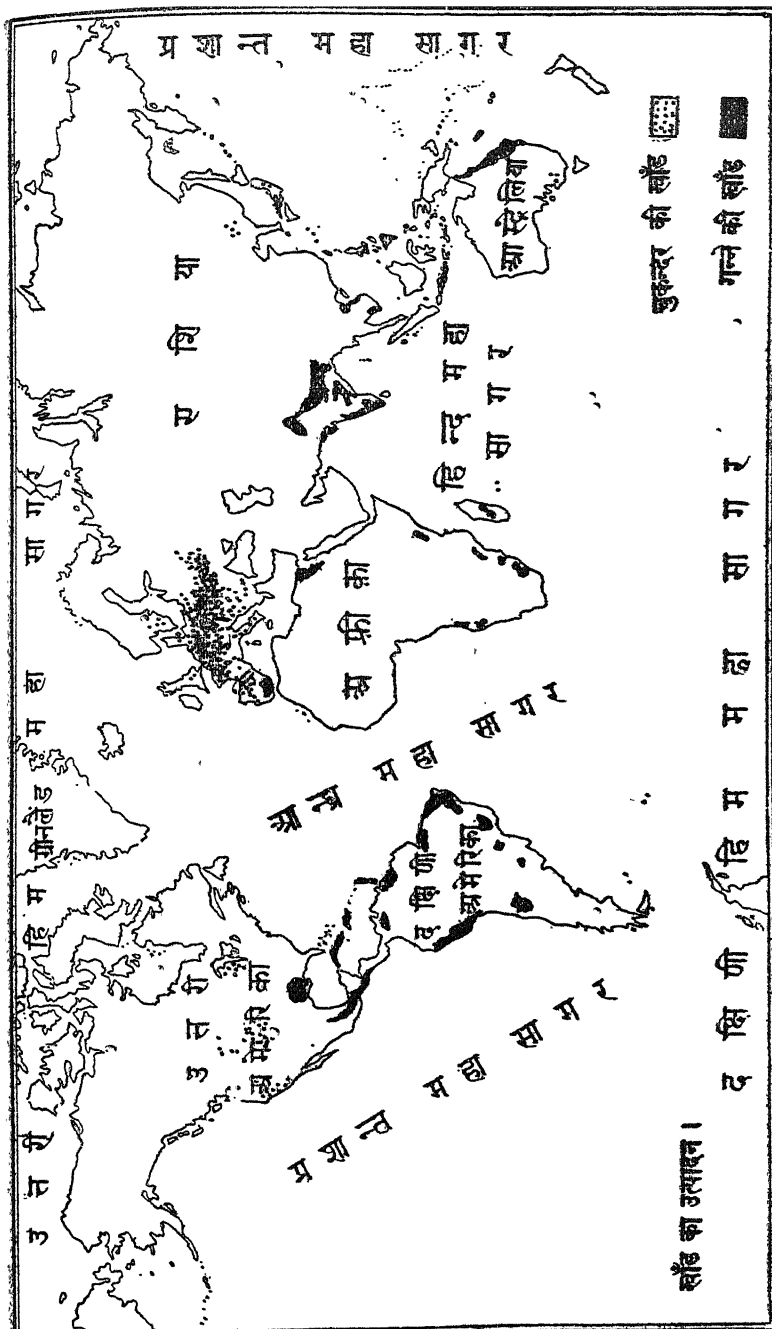 उत्तरी हिम महा सागर
ग्रीनलैंड
प्रशान्त महा सागर
एशिया
उत्तरी
अमेरिका
आन्ध्र महा सागर
अफ्रीका
हिन्द महा
सागर
दक्षिणी
अमेरिका
आस्ट्रेलिया
प्रशान्त महा सागर
चुकन्दर की खाँड
गन्ने की खाँड
खाँड का उत्पादन।
दक्षिणी हिम महा सागर